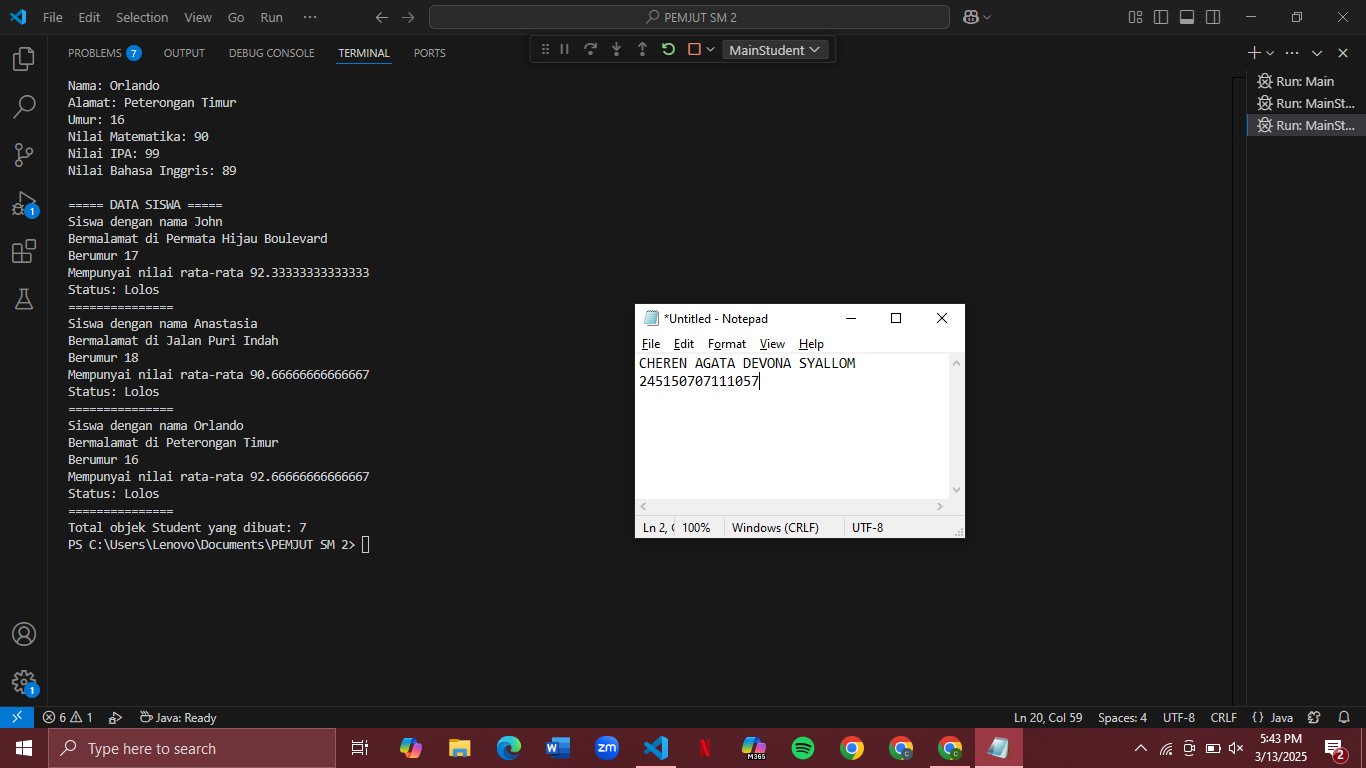 File Edit Selection View Go Run ··· PEMJUT SM 2
PROBLEMS 7 OUTPUT DEBUG CONSOLE TERMINAL PORTS MainStudent
Nama: Orlando
Alamat: Peterongan Timur
Umur: 16
Nilai Matematika: 90
Nilai IPA: 99
Nilai Bahasa Inggris: 89
===== DATA SISWA =====
Siswa dengan nama John
Bermalamat di Permata Hijau Boulevard
Berumur 17
Mempunyai nilai rata-rata 92.33333333333333
Status: Lolos
===============
Siswa dengan nama Anastasia
Bermalamat di Jalan Puri Indah
Berumur 18
Mempunyai nilai rata-rata 90.66666666666667
Status: Lolos
===============
Siswa dengan nama Orlando
Bermalamat di Peterongan Timur
Berumur 16
Mempunyai nilai rata-rata 92.66666666666667
Status: Lolos
===============
Total objek Student yang dibuat: 7
PS C:\Users\Lenovo\Documents\PEMJUT SM 2>
Run: Main
Run: MainSt...
Run: MainSt...
*Untitled - Notepad
File Edit Format View Help
CHEREN AGATA DEVONA SYALLOM
245150707111057
Ln 2, 100% Windows (CRLF) UTF-8
1
1
6 1 Java: Ready Ln 20, Col 59 Spaces: 4 UTF-8 CRLF {} Java
Type here to search
W zm N M365 C C
5:43 PM
3/13/2025
2